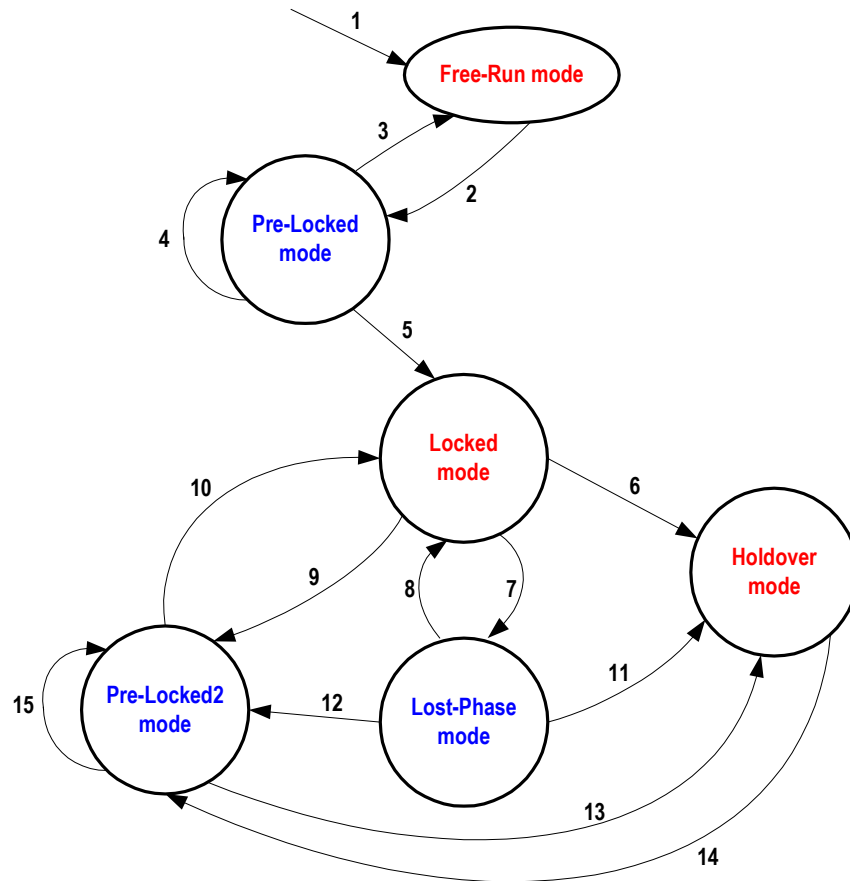 1
Free-Run mode
3
2
Pre-Locked
mode
4
5
Locked
mode
10
6
9
8
7
Holdover
mode
Pre-Locked2
mode
15
12
Lost-Phase
mode
11
13
14